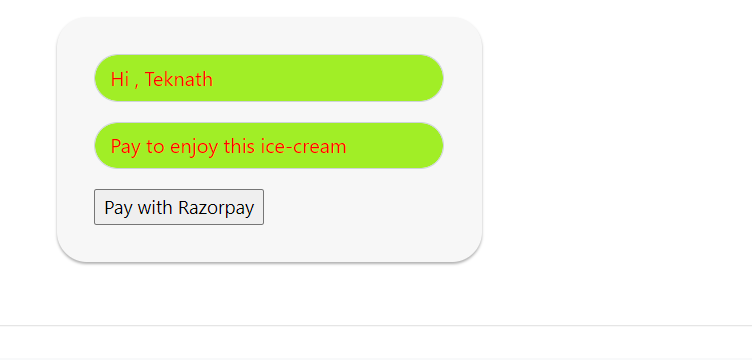 Hi , Teknath
Pay to enjoy this ice-cream
Pay with Razorpay